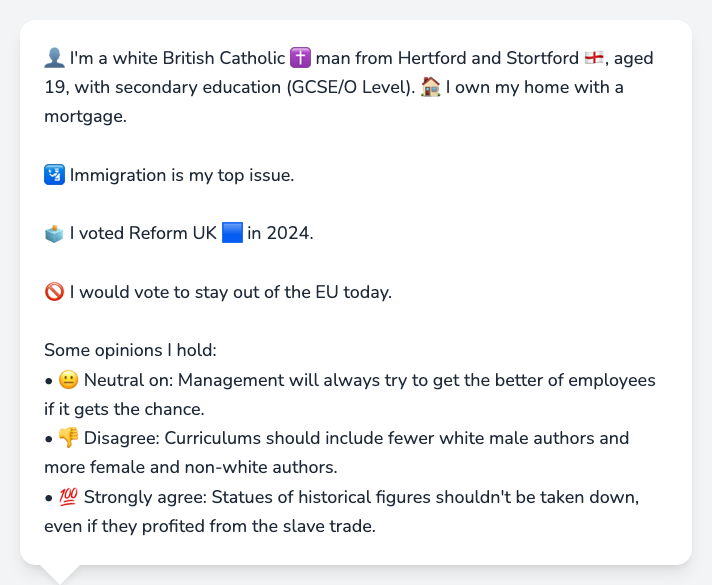 👤 I'm a white British Catholic ✝️ man from Hertford and Stortford 🏴󠁧󠁢󠁥󠁮󠁧󠁿, aged
19, with secondary education (GCSE/O Level). 🏠 I own my home with a
mortgage.
🛂 Immigration is my top issue.
🗳️ I voted Reform UK 🟦 in 2024.
🚫 I would vote to stay out of the EU today.
Some opinions I hold:
• 😐 Neutral on: Management will always try to get the better of employees
if it gets the chance.
• 👎 Disagree: Curriculums should include fewer white male authors and
more female and non-white authors.
• 💯 Strongly agree: Statues of historical figures shouldn't be taken down,
even if they profited from the slave trade.